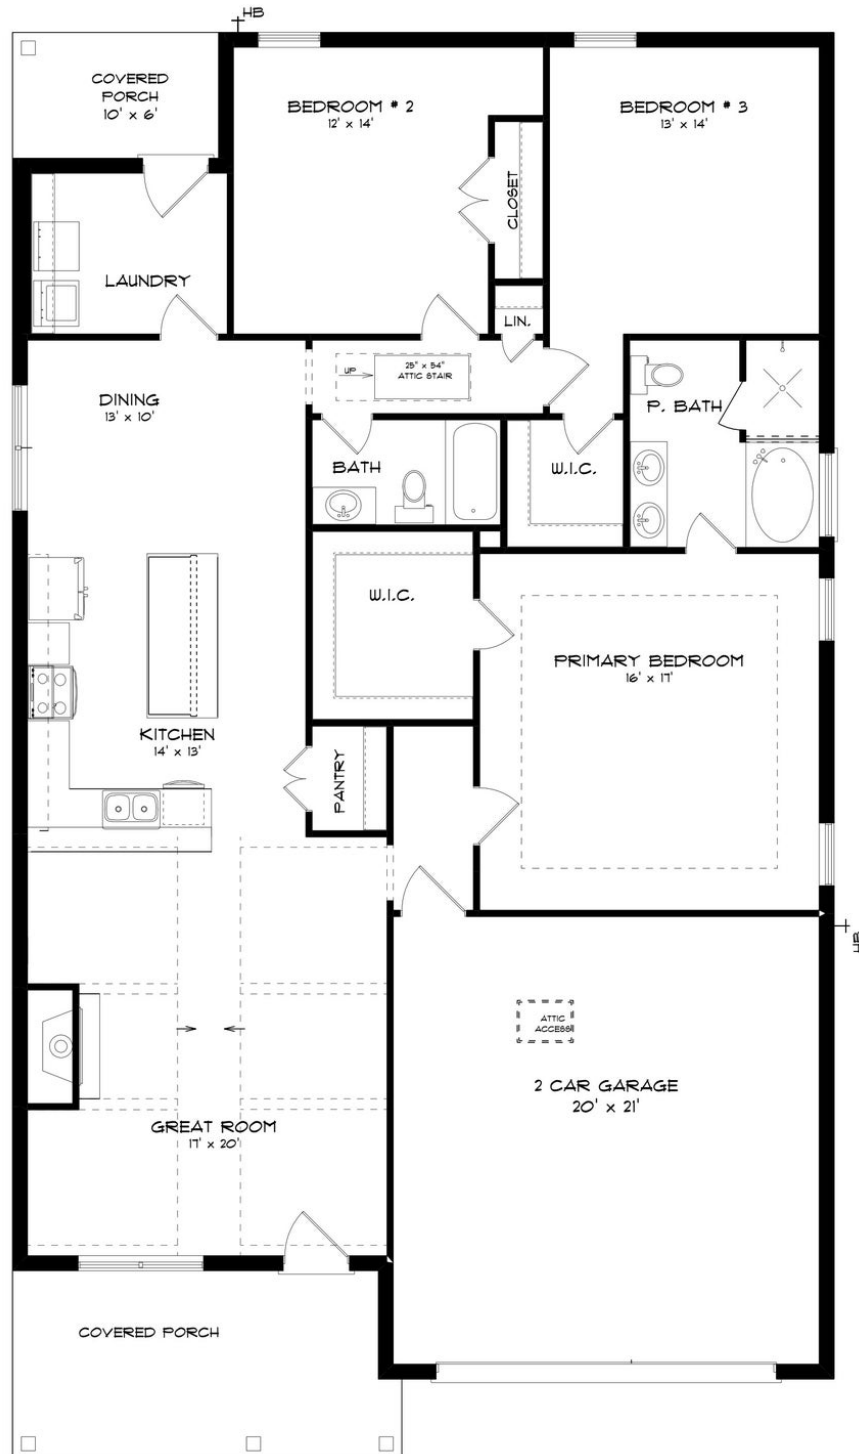 HB
COVERED
PORCH
10' x 6'
BEDROOM # 2
12' x 14'
BEDROOM # 3
13' x 14'
CLOSET
LAUNDRY
LIN.
UP
25" x 54"
ATTIC STAIR
DINING
13' x 10'
P. BATH
BATH
W.I.C.
W.I.C.
PRIMARY BEDROOM
16' x 17'
KITCHEN
14' x 13'
PANTRY
HB
ATTIC
ACCESS
2 CAR GARAGE
20' x 21'
GREAT ROOM
17' x 20'
COVERED PORCH